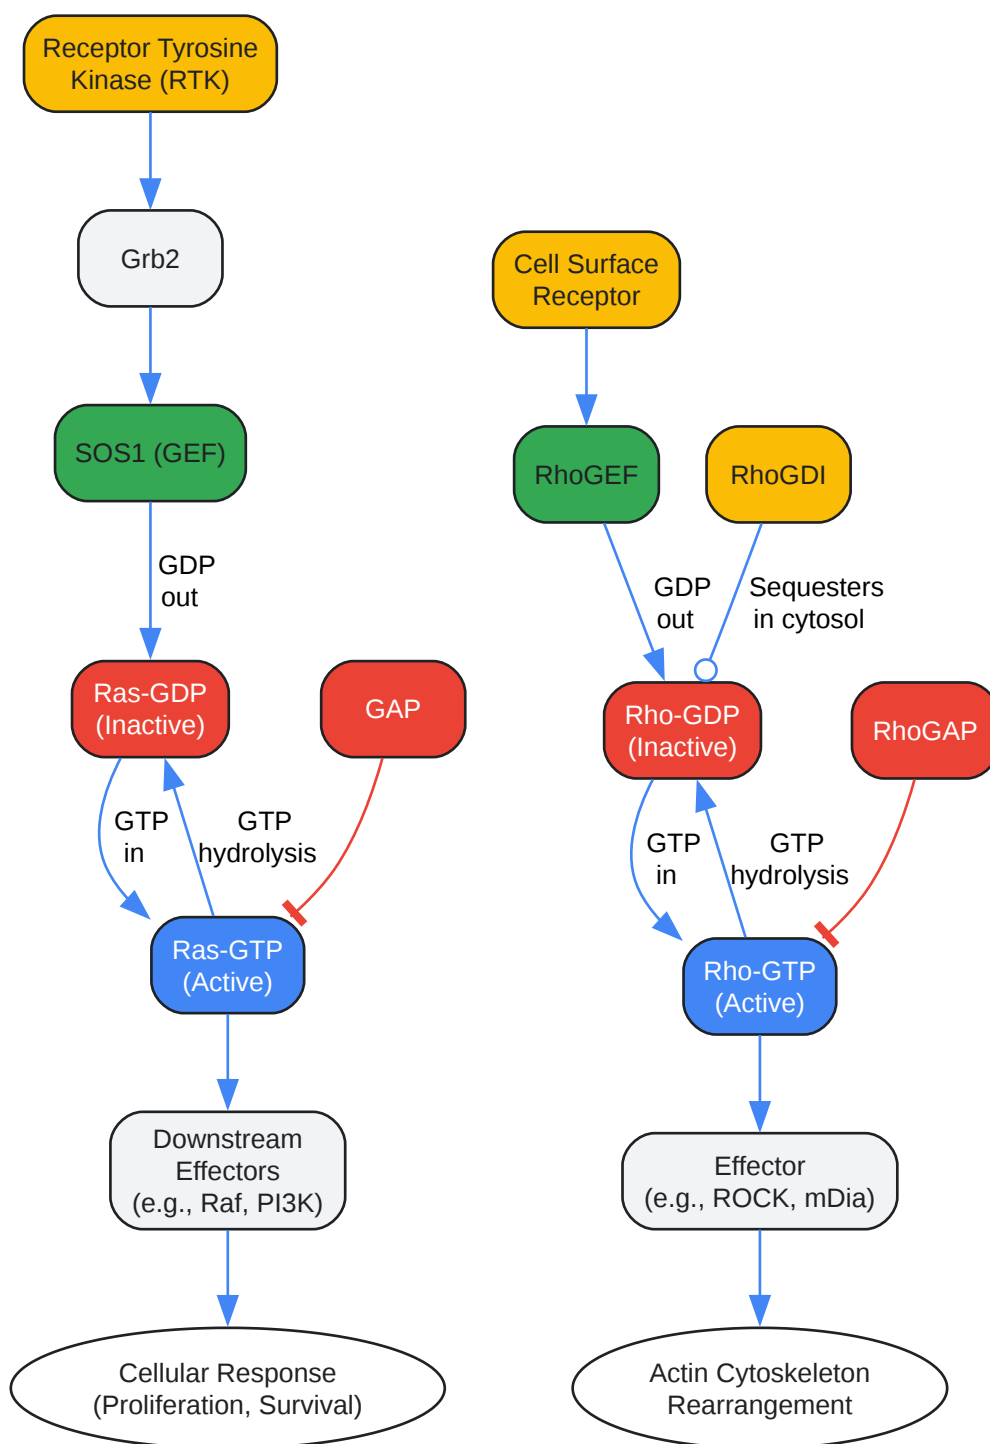 Receptor Tyrosine
Kinase (RTK)
Grb2
SOS1 (GEF)
GDP
out
Ras-GDP
(Inactive)
GAP
GTP
in
GTP
hydrolysis
Ras-GTP
(Active)
Downstream
Effectors
(e.g., Raf, PI3K)
Cellular Response
(Proliferation, Survival)
Cell Surface
Receptor
RhoGEF
RhoGDI
GDP
out
Sequesters
in cytosol
Rho-GDP
(Inactive)
RhoGAP
GTP
in
GTP
hydrolysis
Rho-GTP
(Active)
Effector
(e.g., ROCK, mDia)
Actin Cytoskeleton
Rearrangement